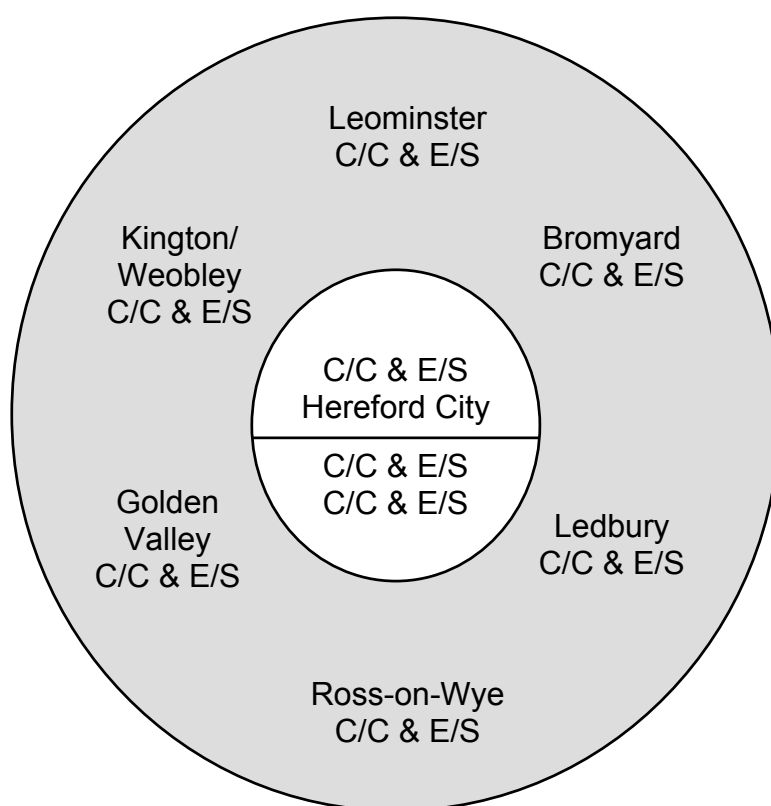 Leominster
C/C & E/S
Kington/
Weobley
C/C & E/S
Bromyard
C/C & E/S
C/C & E/S
Hereford City
C/C & E/S
C/C & E/S
Golden
Valley
C/C & E/S
Ledbury
C/C & E/S
Ross-on-Wye
C/C & E/S